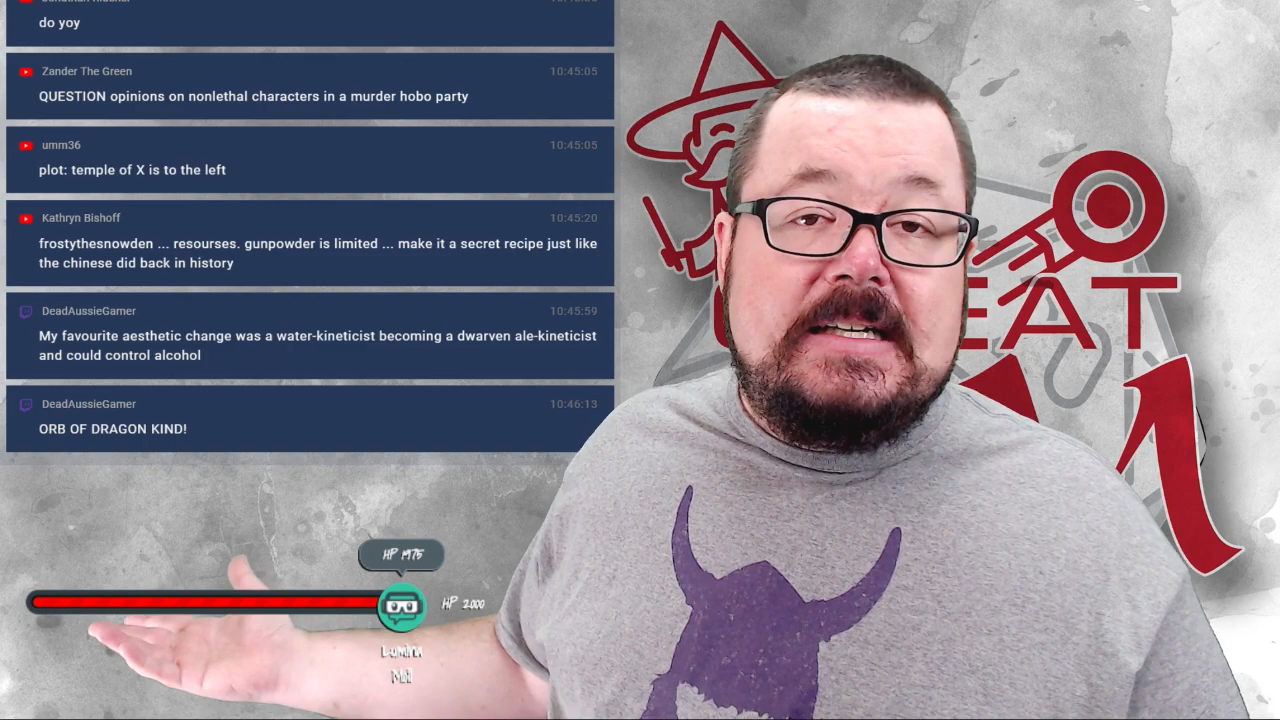 do yoy
Zander The Green 10:45:05
QUESTION opinions on nonlethal characters in a murder hobo party
umm36 10:45:05
plot: temple of X is to the left
Kathryn Bishoff 10:45:20
frostythesnowden ... resourses. gunpowder is limited ... make it a secret recipe just like
the chinese did back in history
DeadAussieGamer 10:45:59
My favourite aesthetic change was a water-kineticist becoming a dwarven ale-kineticist
and could control alcohol
DeadAussieGamer 10:46:13
ORB OF DRAGON KIND!
EAT
HP 1975
HP 2000
Lumina